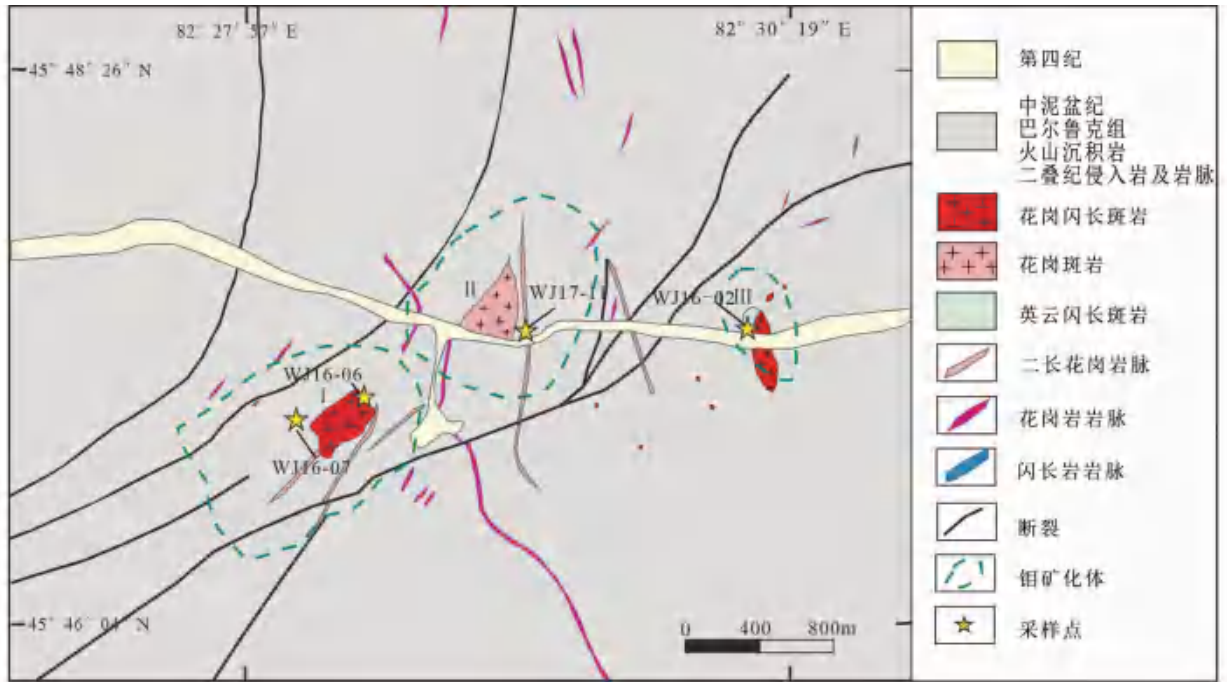 82° 27′ 57″ E
82° 30′ 19″ E
45° 48′ 26″ N
II
WJ17-11
WJ16-02
III
WJ16-06
I
WJ16-07
45° 46′ 04″ N
0 400 800m
第四纪
中泥盆纪
巴尔鲁克组
火山沉积岩
二叠纪侵入岩及岩脉
花岗闪长斑岩
花岗斑岩
英云闪长斑岩
二长花岗岩脉
花岗岩岩脉
闪长岩岩脉
断裂
钼矿化体
采样点